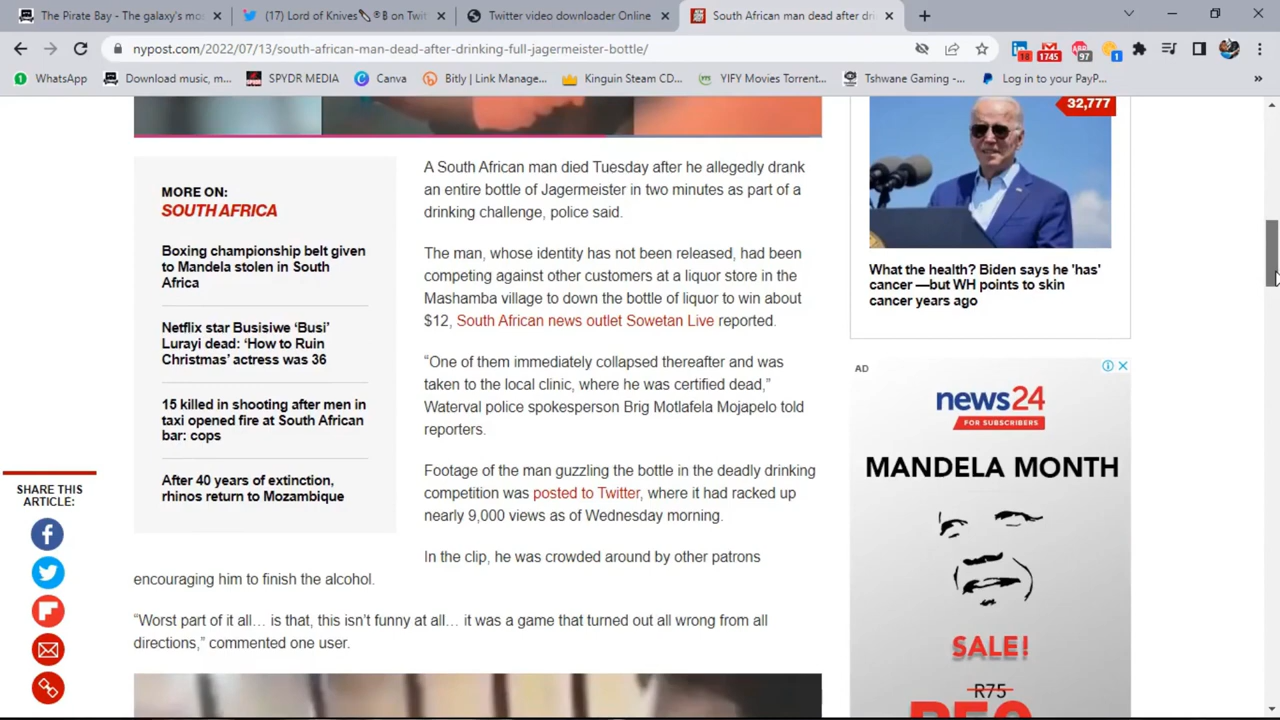 The Pirate Bay - The galaxy's mo
(17) Lord of Knives ®B on Twit
Twitter video downloader Online
South African man dead after dri
nypost.com/2022/07/13/south-african-man-dead-after-drinking-full-jagermeister-bottle/
18
1745
97
1
WhatsApp
Download music, m...
SPYDR MEDIA
Canva
Bitly | Link Manage...
Kinguin Steam CD...
YIFY Movies Torrent...
Tshwane Gaming -...
Log in to your PayP...
»
MORE ON:
SOUTH AFRICA
Boxing championship belt given
to Mandela stolen in South
Africa
Netflix star Busisiwe ‘Busi’
Lurayi dead: ‘How to Ruin
Christmas’ actress was 36
15 killed in shooting after men in
taxi opened fire at South African
bar: cops
After 40 years of extinction,
rhinos return to Mozambique
SHARE THIS
ARTICLE:
A South African man died Tuesday after he allegedly drank
an entire bottle of Jagermeister in two minutes as part of a
drinking challenge, police said.
The man, whose identity has not been released, had been
competing against other customers at a liquor store in the
Mashamba village to down the bottle of liquor to win about
$12, South African news outlet Sowetan Live reported.
“One of them immediately collapsed thereafter and was
taken to the local clinic, where he was certified dead,”
Waterval police spokesperson Brig Motlafela Mojapelo told
reporters.
Footage of the man guzzling the bottle in the deadly drinking
competition was posted to Twitter, where it had racked up
nearly 9,000 views as of Wednesday morning.
In the clip, he was crowded around by other patrons
encouraging him to finish the alcohol.
“Worst part of it all… is that, this isn’t funny at all… it was a game that turned out all wrong from all
directions,” commented one user.
32,777
What the health? Biden says he 'has'
cancer —but WH points to skin
cancer years ago
AD
news24
FOR SUBSCRIBERS
MANDELA MONTH
SALE!
R75